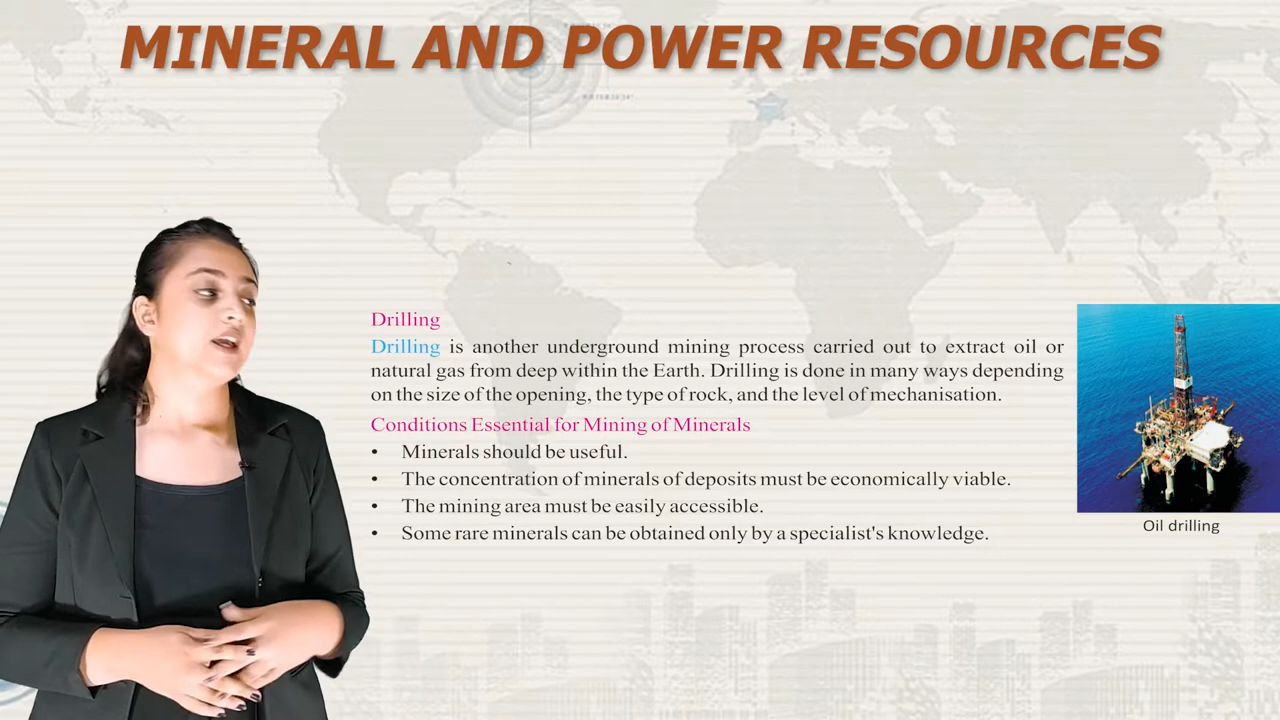 MINERAL AND POWER RESOURCES
Drilling
Drilling is another underground mining process carried out to extract oil or
natural gas from deep within the Earth. Drilling is done in many ways depending
on the size of the opening, the type of rock, and the level of mechanisation.
Conditions Essential for Mining of Minerals
• Minerals should be useful.
• The concentration of minerals of deposits must be economically viable.
• The mining area must be easily accessible.
• Some rare minerals can be obtained only by a specialist's knowledge.
Oil drilling